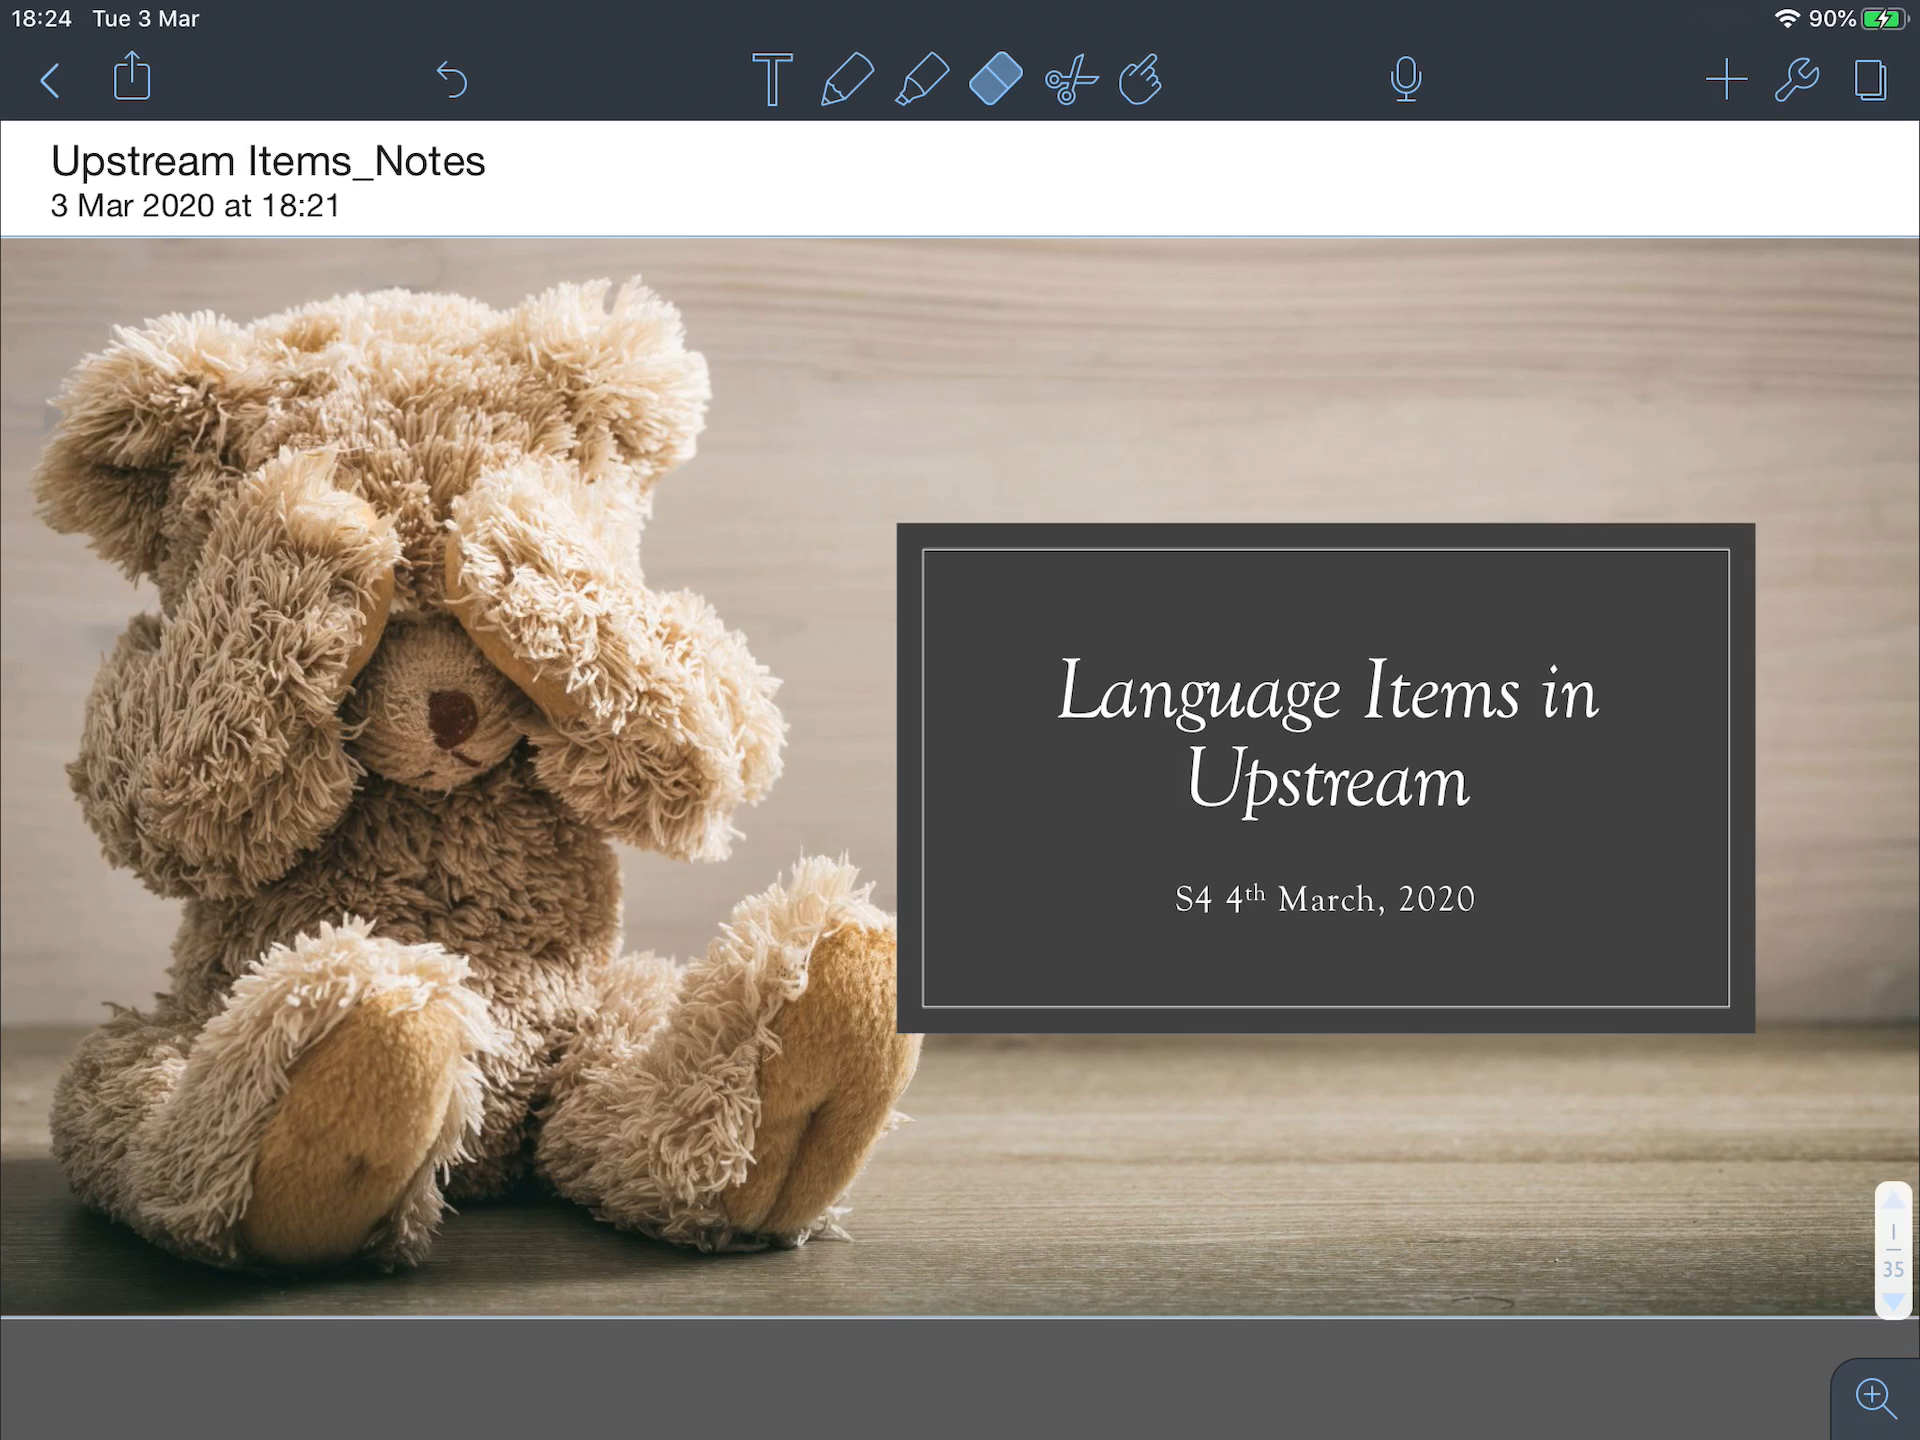 18:24 Tue 3 Mar
90%
T
Upstream Items_Notes
3 Mar 2020 at 18:21
Language Items in
Upstream
S4 4th March, 2020
1
35